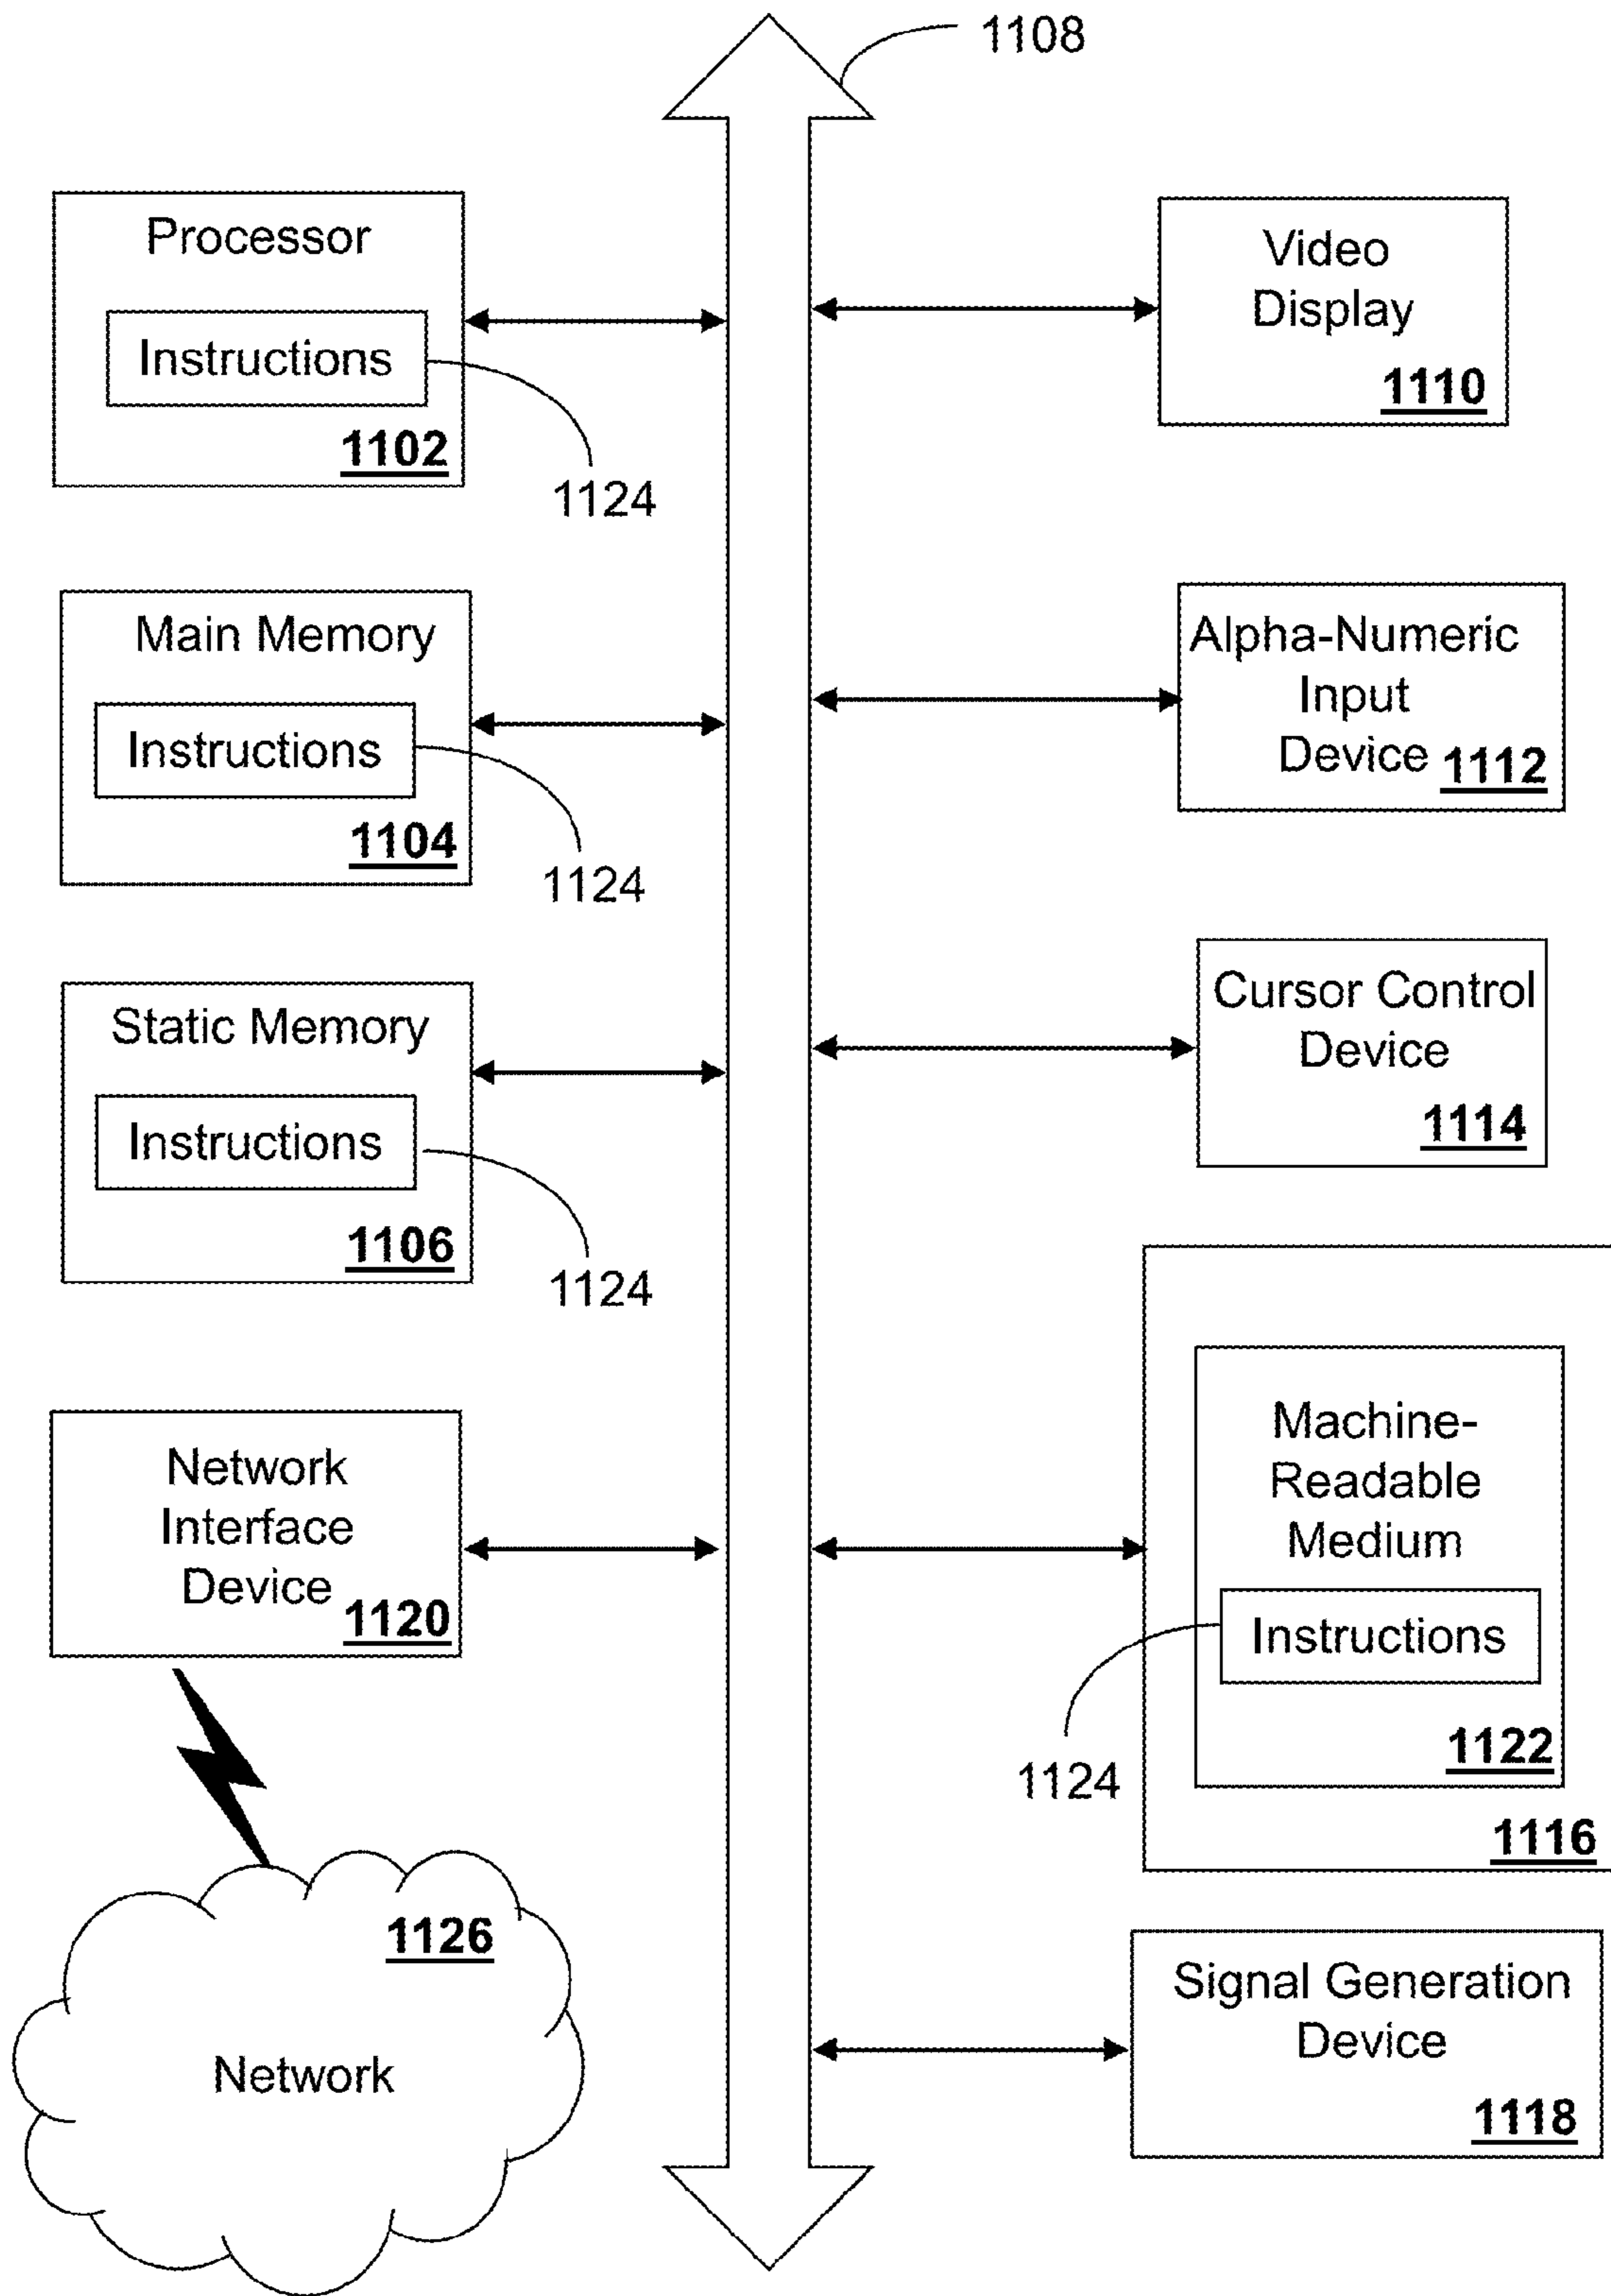 1108
Processor
Instructions
1102
1124
Main Memory
Instructions
1104
1124
Static Memory
Instructions
1106
1124
Network
Interface
Device
1120
1126
Network
Video
Display
1110
Alpha-Numeric
Input
Device 1112
Cursor Control
Device
1114
Machine-
Readable
Medium
Instructions
1122
1124
1116
Signal Generation
Device
1118